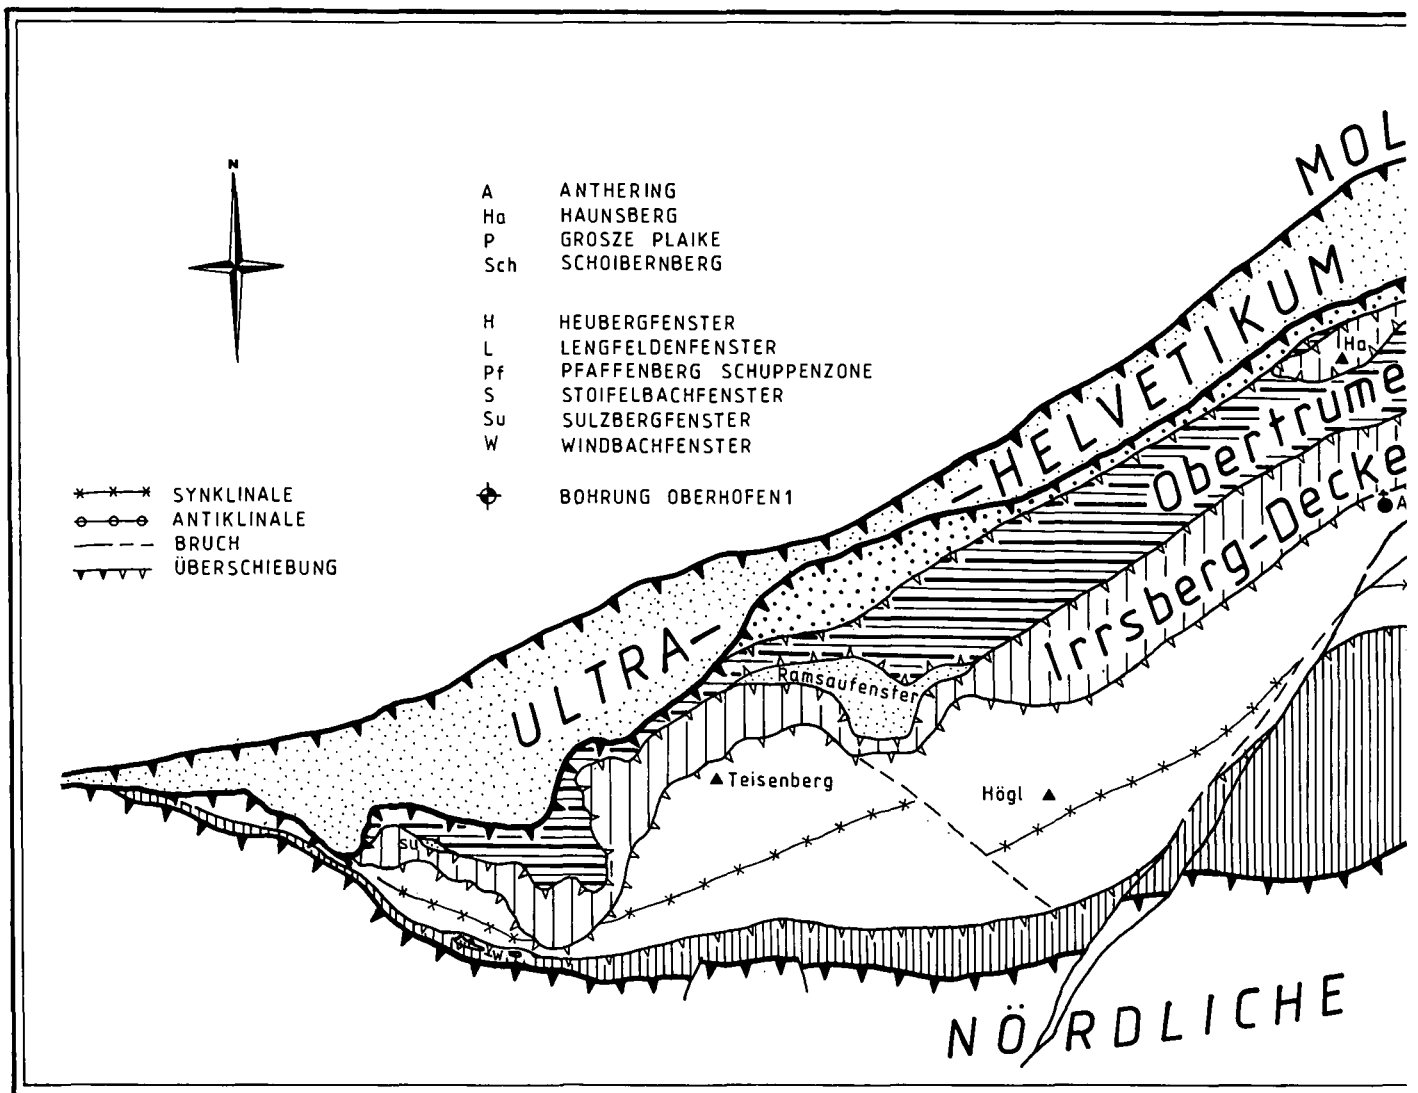 N
A ANTHERING
Ha HAUNSBERG
P GROSZE PLAIKE
Sch SCHOIBERNBERG
H HEUBERGFENSTER
L LENGFELDENFENSTER
Pf PFAFFENBERG SCHUPPENZONE
S STOIFELBACHFENSTER
Su SULZBERGFENSTER
W WINDBACHFENSTER
BOHRUNG OBERHOFEN1
SYNKLINALE
ANTIKLINALE
BRUCH
ÜBERSCHIEBUNG
MOL
ULTRA–
–HELVETIKUM
Ha
Obertrume
Irrsberg-Decke
A
Ramsaufenster
Teisenberg
Högl
Su
W
W
NÖRDLICHE